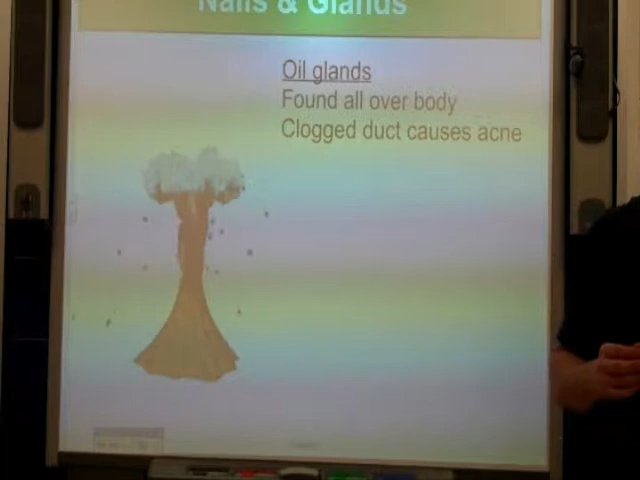 Nails & Glands
Oil glands
Found all over body
Clogged duct causes acne